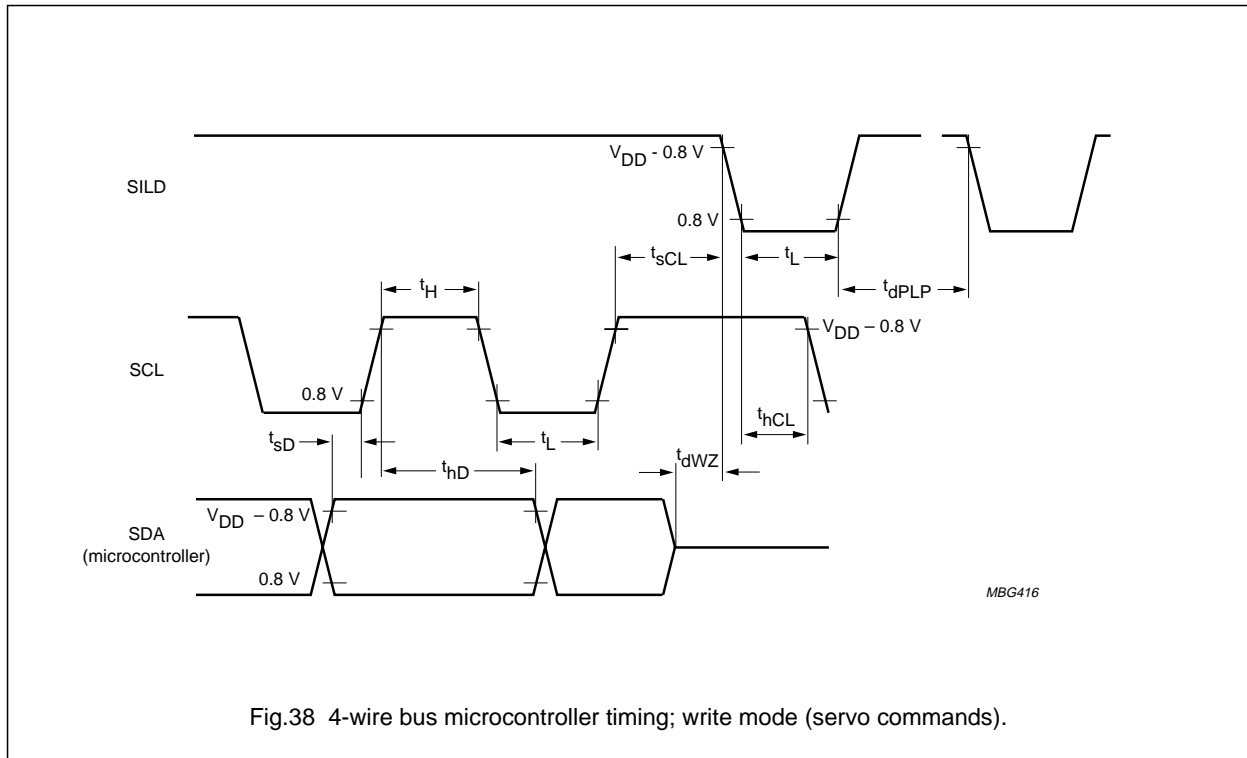 V_DD - 0.8 V
SILD
0.8 V
t_sCL
t_L
t_dPLP
t_H
V_DD – 0.8 V
SCL
0.8 V
t_hCL
t_sD
t_L
t_dWZ
t_hD
V_DD – 0.8 V
SDA
(microcontroller)
0.8 V
MBG416
Fig.38 4-wire bus microcontroller timing; write mode (servo commands).